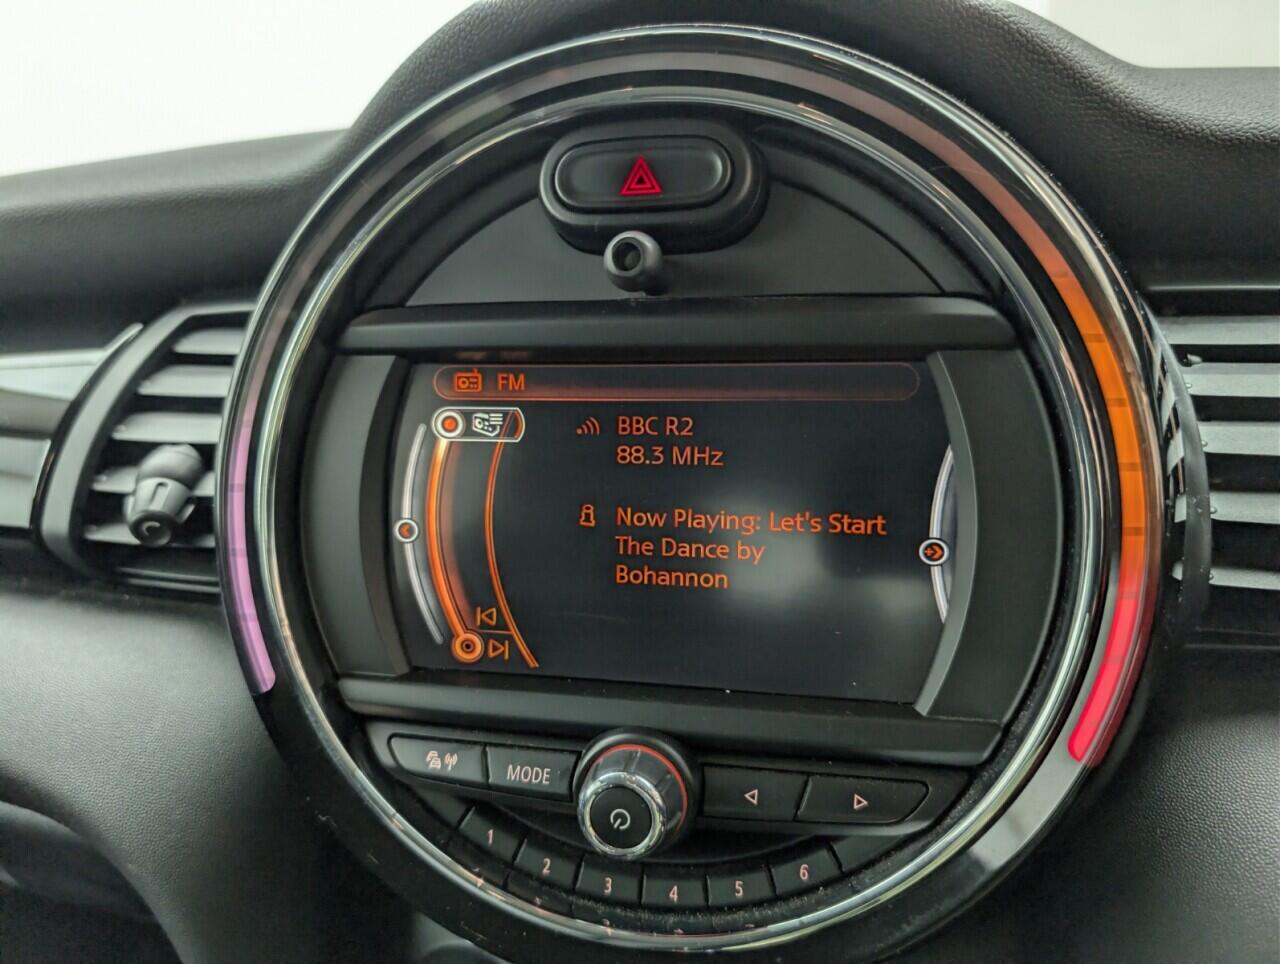 FM
BBC R2
88.3 MHz
Now Playing: Let's Start
The Dance by
Bohannon
MODE
1 2 3 4 5 6